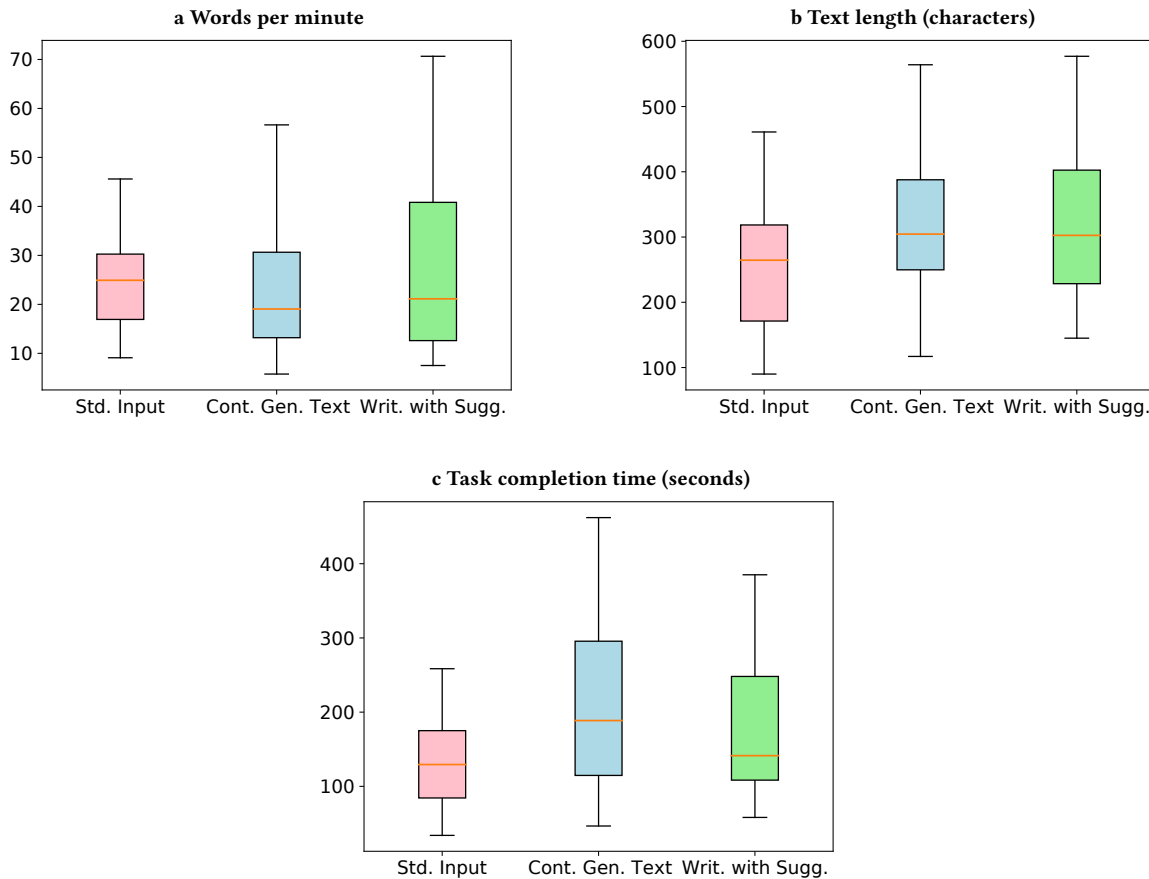 a Words per minute
70
60
50
40
30
20
10
Std. Input Cont. Gen. Text Writ. with Sugg.
b Text length (characters)
600
500
400
300
200
100
Std. Input Cont. Gen. Text Writ. with Sugg.
c Task completion time (seconds)
400
300
200
100
Std. Input Cont. Gen. Text Writ. with Sugg.